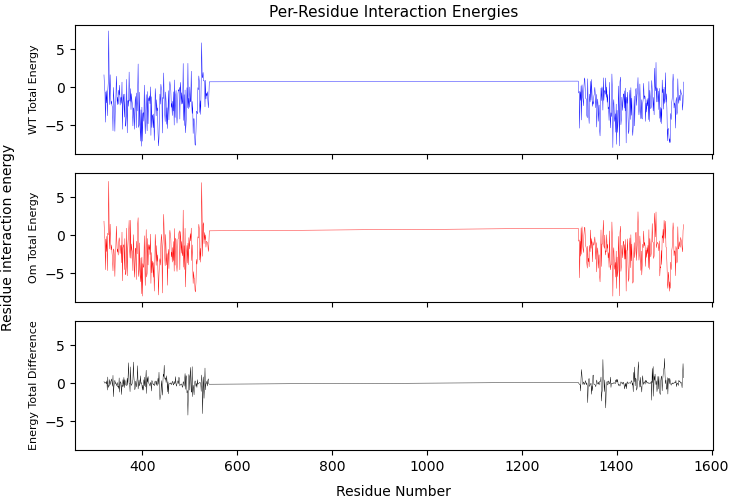 Per-Residue Interaction Energies
Residue interaction energy
WT Total Energy
5
0
−5
Om Total Energy
5
0
−5
Energy Total Difference
5
0
−5
400 600 800 1000 1200 1400 1600
Residue Number